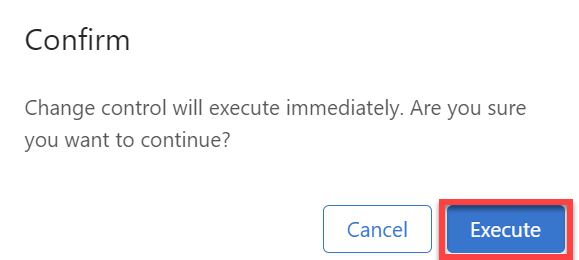 Confirm
Change control will execute immediately. Are you sure
you want to continue?
Cancel Execute